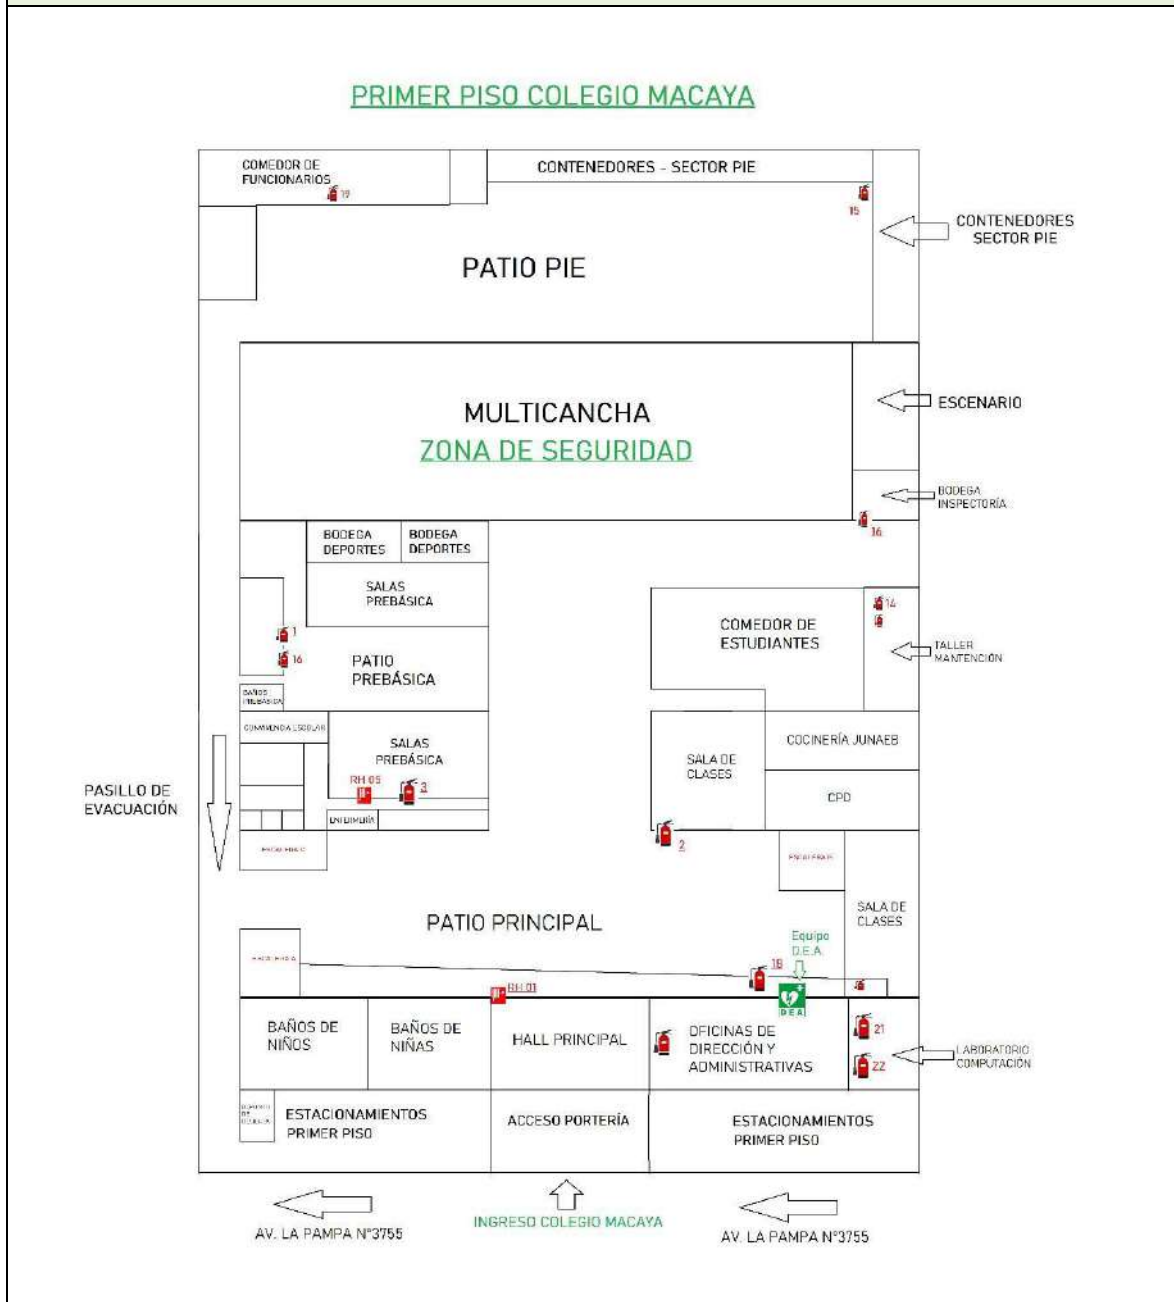 PRIMER PISO COLEGIO MACAYA
COMEDOR DE
FUNCIONARIOS
19
CONTENEDORES - SECTOR PIE
15
CONTENEDORES
SECTOR PIE
PATIO PIE
MULTICANCHA
ZONA DE SEGURIDAD
ESCENARIO
BODEGA
INSPECTORÍA
16
BODEGA
DEPORTES
BODEGA
DEPORTES
SALAS
PREBÁSICA
1
16
PATIO
PREBÁSICA
BAÑOS
PREBÁSICA
COMEDOR DE
ESTUDIANTES
14
TALLER
MANTENCIÓN
CONVIVENCIA ESCOLAR
SALAS
PREBÁSICA
RH 05
3
ENFERMERÍA
SALA DE
CLASES
COCINERÍA JUNAEB
CPD
2
PASILLO DE
EVACUACIÓN
ESCALERA C
ESCALERA B
SALA DE
CLASES
PATIO PRINCIPAL
Equipo
D.E.A.
18
ESCALERA A
RH 01
DEA
BAÑOS DE
NIÑOS
BAÑOS DE
NIÑAS
HALL PRINCIPAL
OFICINAS DE
DIRECCIÓN Y
ADMINISTRATIVAS
21
22
LABORATORIO
COMPUTACIÓN
ESTACIONAMIENTOS
PRIMER PISO
ACCESO PORTERÍA
ESTACIONAMIENTOS
PRIMER PISO
INGRESO COLEGIO MACAYA
AV. LA PAMPA N°3755
AV. LA PAMPA N°3755